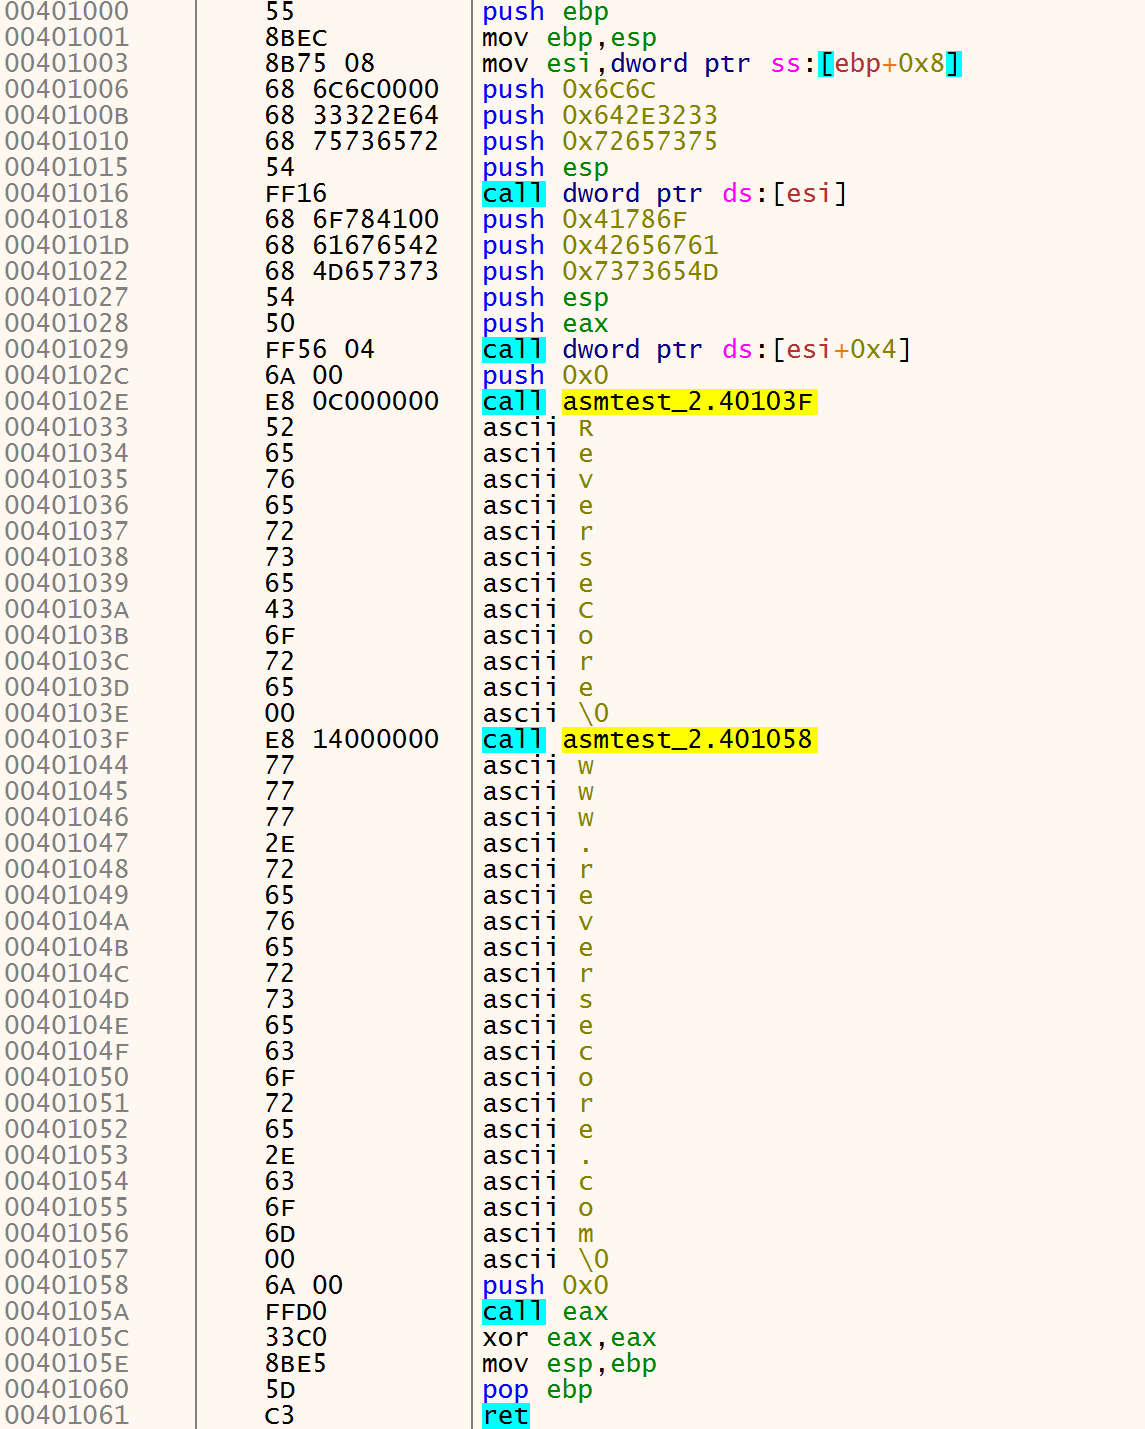 00401000 55 push ebp
00401001 8BEC mov ebp,esp
00401003 8B75 08 mov esi,dword ptr ss:[ebp+0x8]
00401006 68 6C6C0000 push 0x6C6C
0040100B 68 33322E64 push 0x642E3233
00401010 68 75736572 push 0x72657375
00401015 54 push esp
00401016 FF16 call dword ptr ds:[esi]
00401018 68 6F784100 push 0x41786F
0040101D 68 61676542 push 0x42656761
00401022 68 4D657373 push 0x7373654D
00401027 54 push esp
00401028 50 push eax
00401029 FF56 04 call dword ptr ds:[esi+0x4]
0040102C 6A 00 push 0x0
0040102E E8 0C000000 call asmtest_2.40103F
00401033 52 ascii R
00401034 65 ascii e
00401035 76 ascii v
00401036 65 ascii e
00401037 72 ascii r
00401038 73 ascii s
00401039 65 ascii e
0040103A 43 ascii C
0040103B 6F ascii o
0040103C 72 ascii r
0040103D 65 ascii e
0040103E 00 ascii \0
0040103F E8 14000000 call asmtest_2.401058
00401044 77 ascii w
00401045 77 ascii w
00401046 77 ascii w
00401047 2E ascii .
00401048 72 ascii r
00401049 65 ascii e
0040104A 76 ascii v
0040104B 65 ascii e
0040104C 72 ascii r
0040104D 73 ascii s
0040104E 65 ascii e
0040104F 63 ascii c
00401050 6F ascii o
00401051 72 ascii r
00401052 65 ascii e
00401053 2E ascii .
00401054 63 ascii c
00401055 6F ascii o
00401056 6D ascii m
00401057 00 ascii \0
00401058 6A 00 push 0x0
0040105A FFD0 call eax
0040105C 33C0 xor eax,eax
0040105E 8BE5 mov esp,ebp
00401060 5D pop ebp
00401061 C3 ret